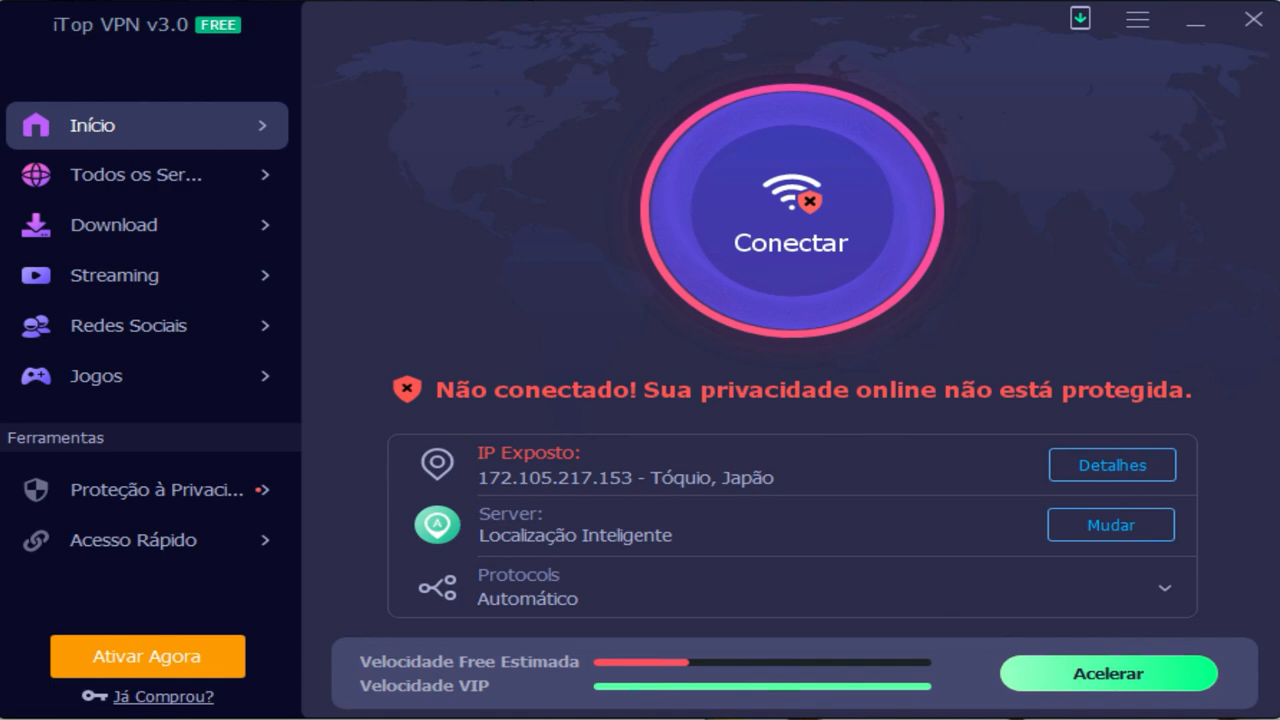 iTop VPN v3.0 FREE
Início
Todos os Ser...
Download
Streaming
Redes Sociais
Jogos
Ferramentas
Proteção à Privaci...
Acesso Rápido
Ativar Agora
Já Comprou?
Conectar
Não conectado! Sua privacidade online não está protegida.
IP Exposto:
172.105.217.153 - Tóquio, Japão
Detalhes
Server:
Localização Inteligente
Mudar
Protocols
Automático
Velocidade Free Estimada
Velocidade VIP
Acelerar